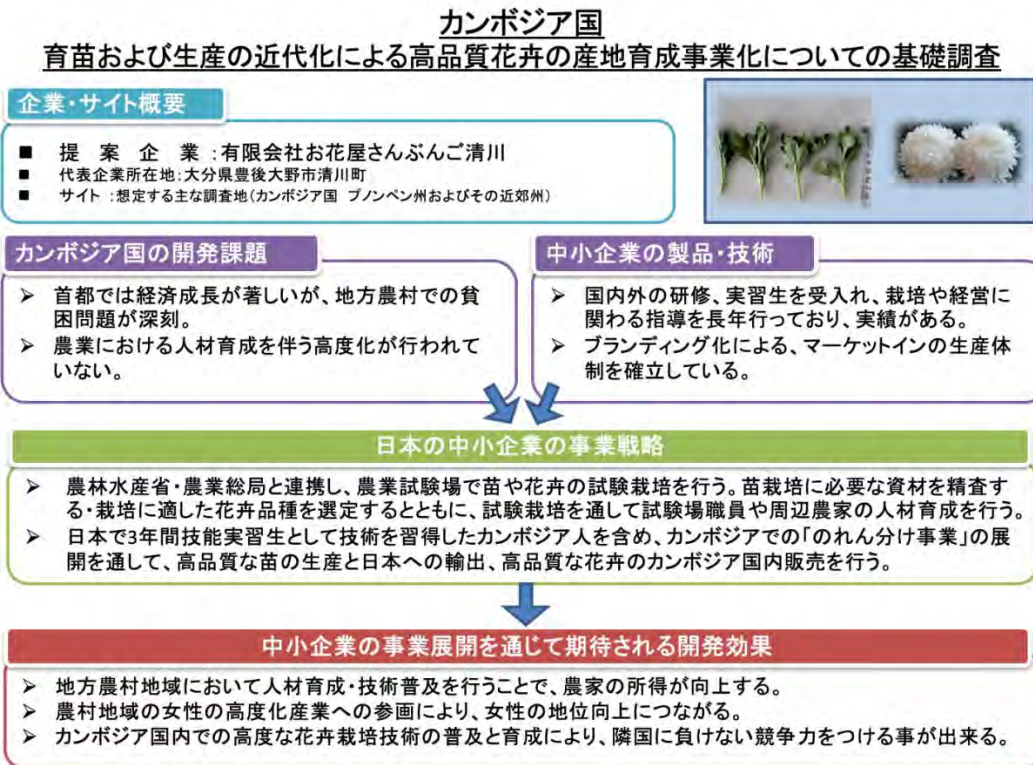 カンボジア国
育苗および生産の近代化による高品質花卉の産地育成事業化についての基礎調査
企業・サイト概要
■ 提 案 企 業 :有限会社お花屋さんぶんご清川
■ 代表企業所在地:大分県豊後大野市清川町
■ サイト :想定する主な調査地(カンボジア国 プノンペン州およびその近郊州)
カンボジア国の開発課題
➢ 首都では経済成長が著しいが、地方農村での貧
困問題が深刻。
➢ 農業における人材育成を伴う高度化が行われて
いない。
中小企業の製品・技術
➢ 国内外の研修、実習生を受入れ、栽培や経営に
関わる指導を長年行っており、実績がある。
➢ ブランディング化による、マーケットインの生産体
制を確立している。
日本の中小企業の事業戦略
➢ 農林水産省・農業総局と連携し、農業試験場で苗や花卉の試験栽培を行う。苗栽培に必要な資材を精査す
る・栽培に適した花卉品種を選定するとともに、試験栽培を通して試験場職員や周辺農家の人材育成を行う。
➢ 日本で3年間技能実習生として技術を習得したカンボジア人を含め、カンボジアでの「のれん分け事業」の展
開を通して、高品質な苗の生産と日本への輸出、高品質な花卉のカンボジア国内販売を行う。
中小企業の事業展開を通じて期待される開発効果
➢ 地方農村地域において人材育成・技術普及を行うことで、農家の所得が向上する。
➢ 農村地域の女性の高度化産業への参画により、女性の地位向上につながる。
➢ カンボジア国内での高度な花卉栽培技術の普及と育成により、隣国に負けない競争力をつける事が出来る。